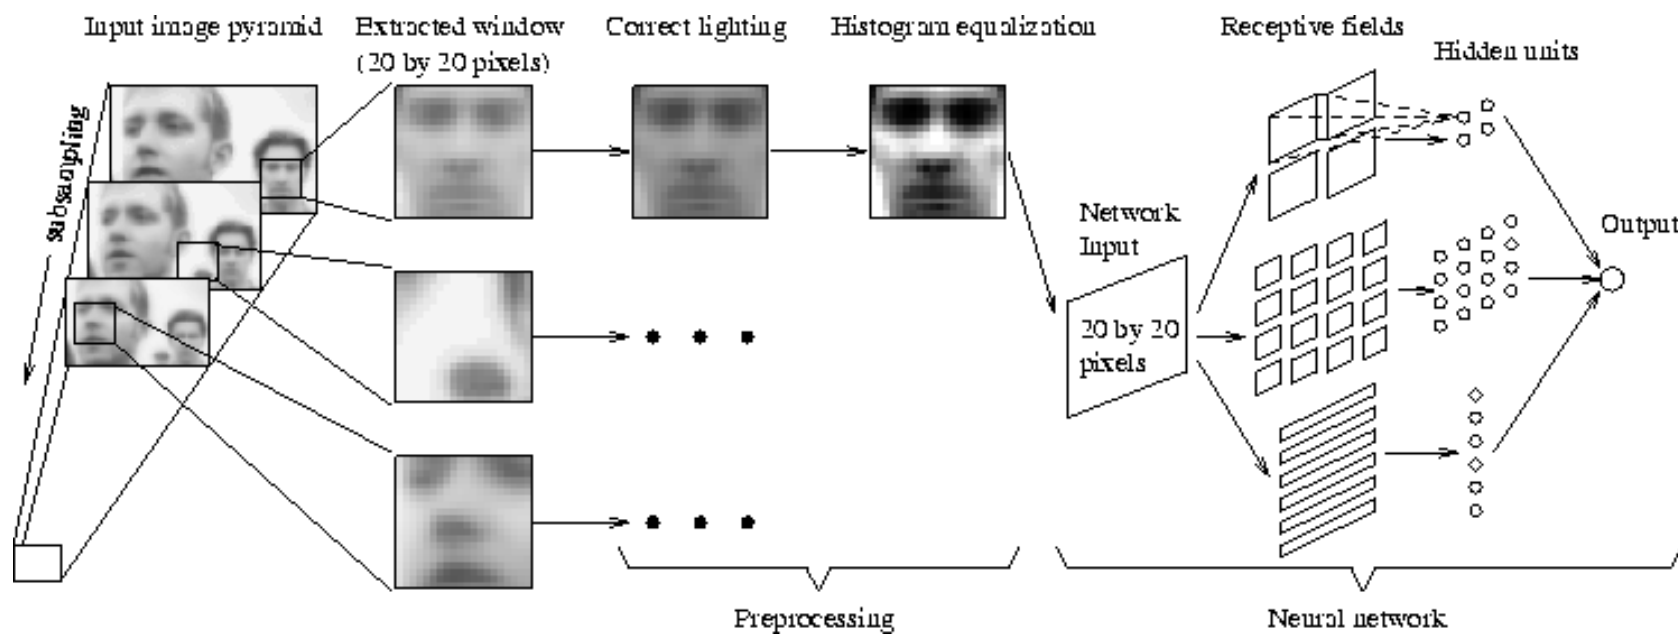 Input image pyramid
Extracted window
(20 by 20 pixels)
Correct lighting
Histogram equalization
Receptive fields
Hidden units
subsampling
Network
Input
Output
20 by 20
pixels
Preprocessing
Neural network